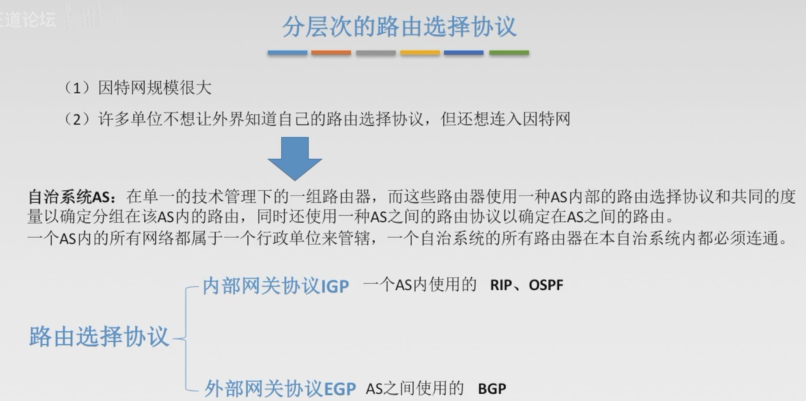 道论坛
分层次的路由选择协议
（1）因特网规模很大
（2）许多单位不想让外界知道自己的路由选择协议，但还想连入因特网
自治系统AS：在单一的技术管理下的一组路由器，而这些路由器使用一种AS内部的路由选择协议和共同的度
量以确定分组在该AS内的路由，同时还使用一种AS之间的路由协议以确定在AS之间的路由。
一个AS内的所有网络都属于一个行政单位来管辖，一个自治系统的所有路由器在本自治系统内都必须连通。
内部网关协议IGP 一个AS内使用的 RIP、OSPF
路由选择协议
外部网关协议EGP AS之间使用的 BGP